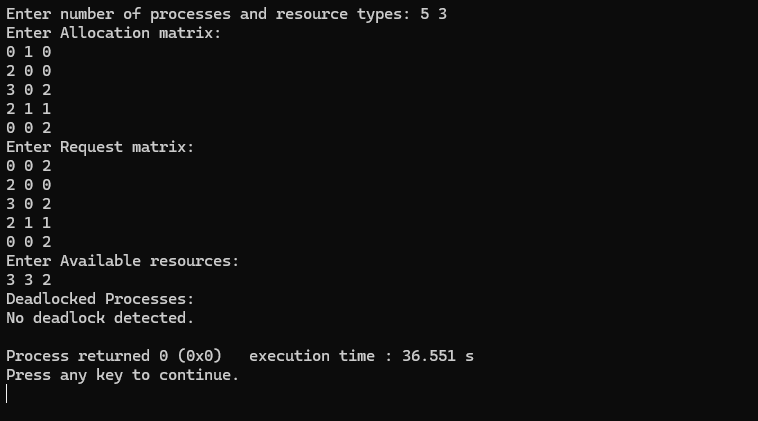 Enter number of processes and resource types: 5 3
Enter Allocation matrix:
0 1 0
2 0 0
3 0 2
2 1 1
0 0 2
Enter Request matrix:
0 0 2
2 0 0
3 0 2
2 1 1
0 0 2
Enter Available resources:
3 3 2
Deadlocked Processes:
No deadlock detected.

Process returned 0 (0x0)   execution time : 36.551 s
Press any key to continue.